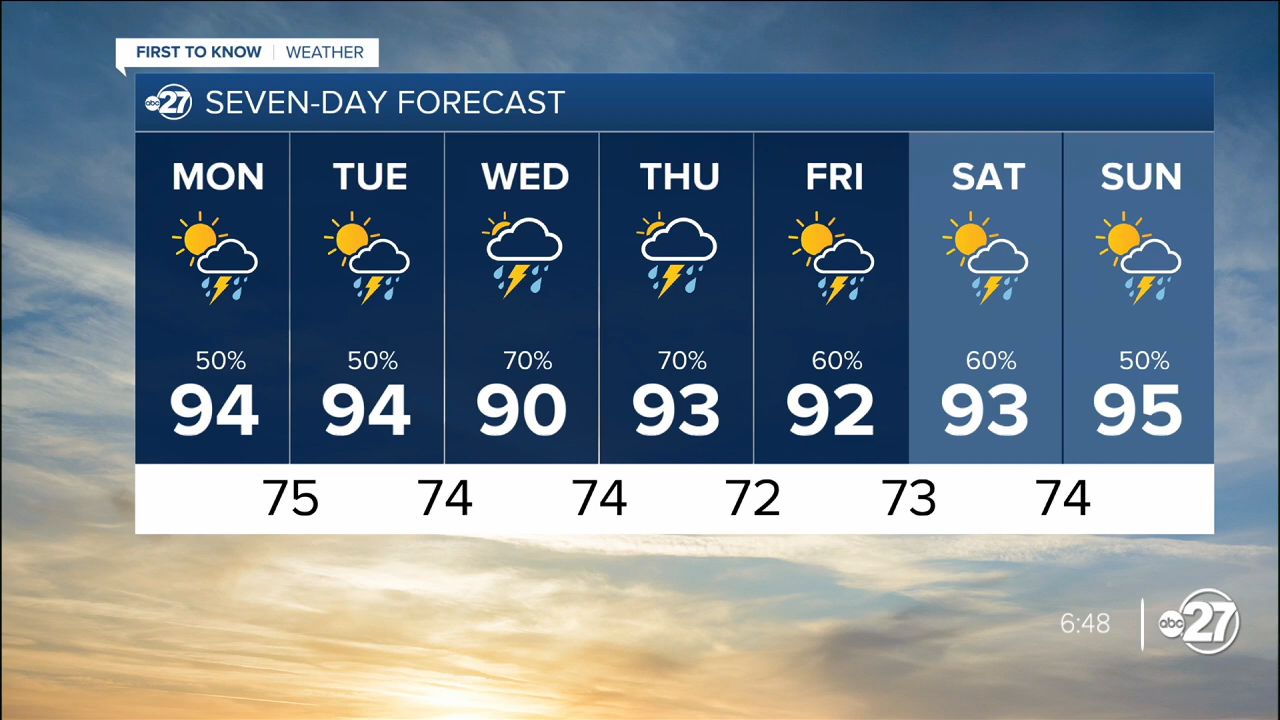 FIRST TO KNOW | WEATHER
abc 27 SEVEN-DAY FORECAST
MON TUE WED THU FRI SAT SUN
50% 50% 70% 70% 60% 60% 50%
94 94 90 93 92 93 95
75 74 74 72 73 74
6:48 abc 27